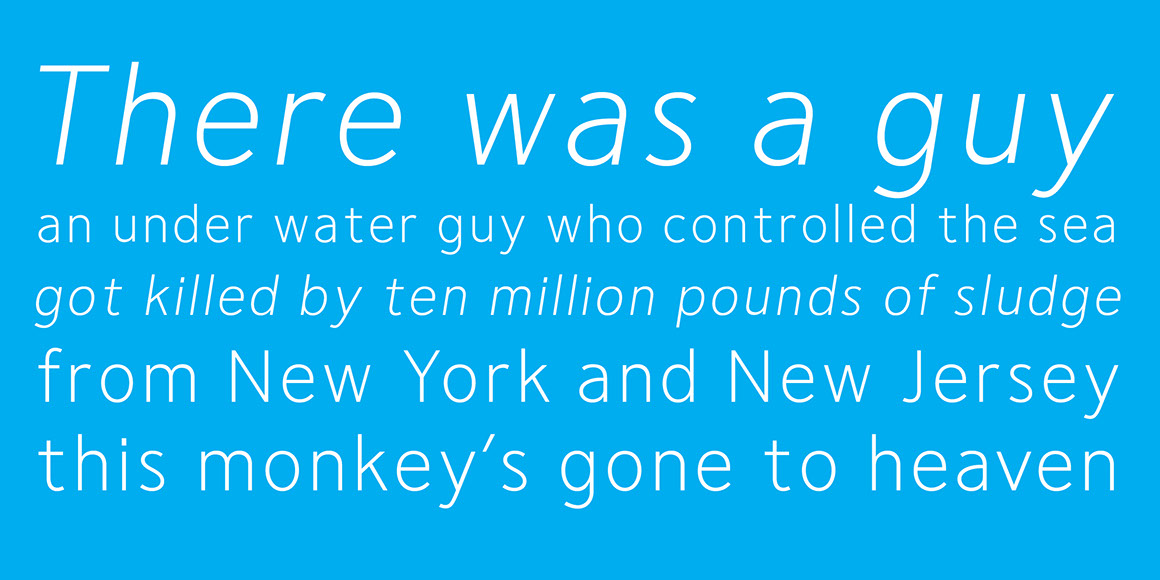 There was a guy
an under water guy who controlled the sea
got killed by ten million pounds of sludge
from New York and New Jersey
this monkey’s gone to heaven